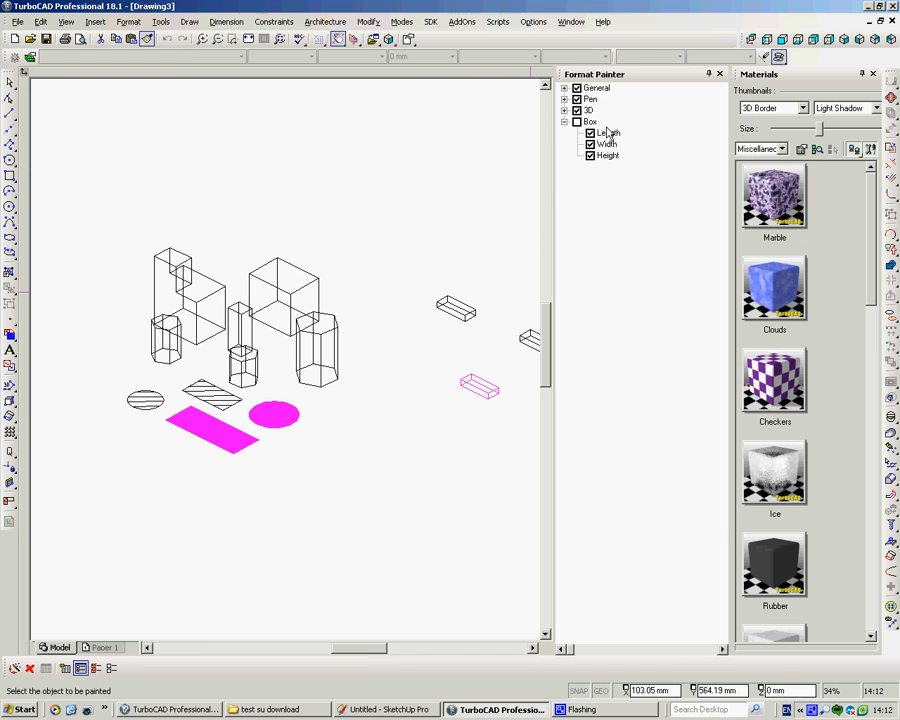 TurboCAD Professional 18.1 - [Drawing3]
File Edit View Insert Format Tools Draw Dimension Constraints Architecture Modify Modes SDK AddOns Scripts Options Window Help
0 mm
Format Painter
General
Pen
3D
Box
Length
Width
Height
Materials
Thumbnails:
3D Border Light Shadow
Size:
Miscellanec
Marble
Clouds
Checkers
Ice
Rubber
Model Paper 1
Select the object to be painted
SNAP GEO X 103.05 mm Y 564.19 mm Z 0 mm 34% 14:12
Start TurboCAD Professional... test su download Untitled - SketchUp Pro TurboCAD Professio... Flashing Search Desktop EN 14:12